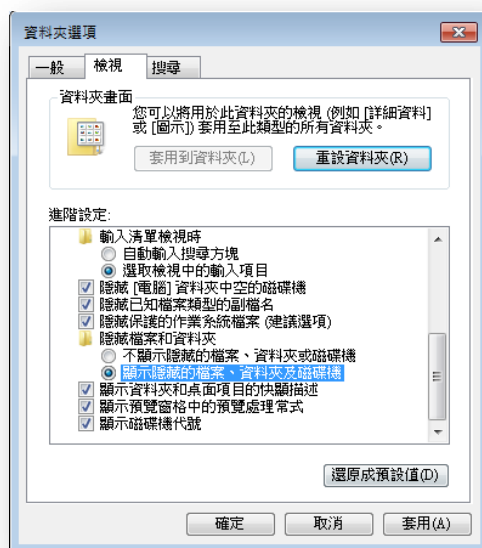 資料夾選項
一般 檢視 搜尋
資料夾畫面
您可以將用於此資料夾的檢視 (例如 [詳細資料]
或 [圖示]) 套用至此類型的所有資料夾。
套用到資料夾(L) 重設資料夾(R)
進階設定:
輸入清單檢視時
自動輸入搜尋方塊
選取檢視中的輸入項目
隱藏 [電腦] 資料夾中空的磁碟機
隱藏已知檔案類型的副檔名
隱藏保護的作業系統檔案 (建議選項)
隱藏檔案和資料夾
不顯示隱藏的檔案、資料夾或磁碟機
顯示隱藏的檔案、資料夾及磁碟機
顯示資料夾和桌面項目的快顯描述
顯示預覽窗格中的預覽處理常式
顯示磁碟機代號
還原成預設值(D)
確定 取消 套用(A)